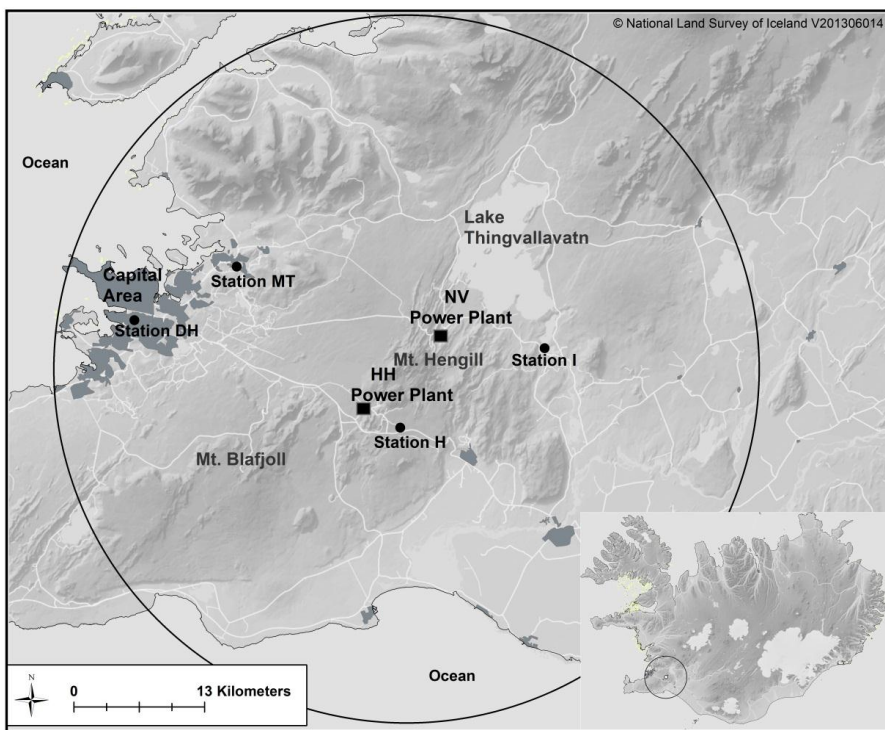 © National Land Survey of Iceland V201306014
Ocean
Lake
Thingvallavatn
Capital
Area
Station MT
Station DH
NV
Power Plant
Mt. Hengill
Station I
HH
Power Plant
Station H
Mt. Blafjoll
Ocean
N
0
13 Kilometers